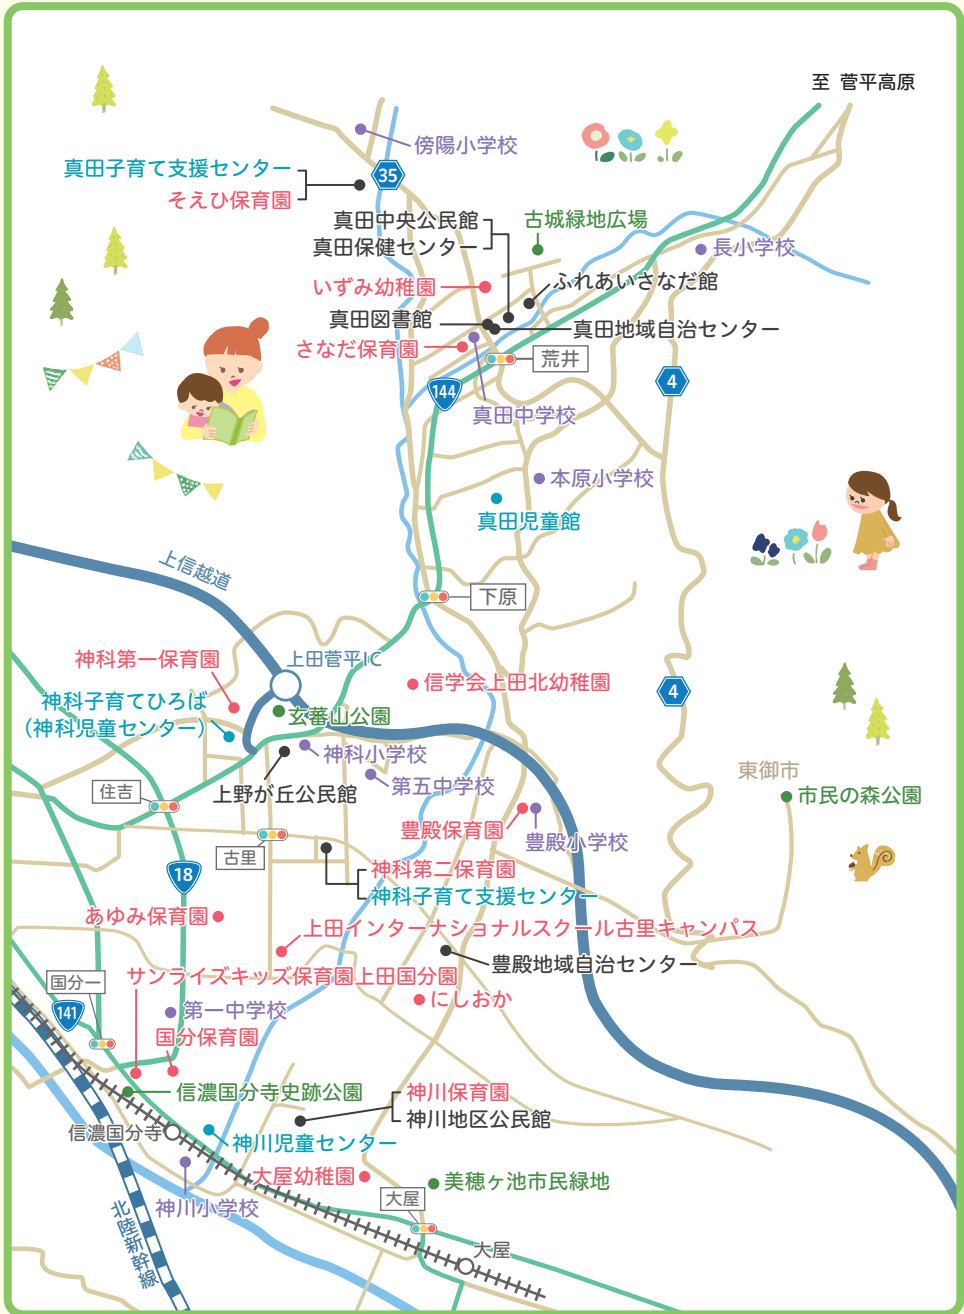 至 菅平高原
傍陽小学校
真田子育て支援センター
35
そえひ保育園
真田中央公民館
古城緑地広場
真田保健センター
長小学校
いずみ幼稚園
ふれあいさなだ館
真田図書館
真田地域自治センター
さなだ保育園
荒井
4
144
真田中学校
本原小学校
真田児童館
上信越道
下原
神科第一保育園
上田菅平IC
信学会上田北幼稚園
4
神科子育てひろば
(神科児童センター)
玄蕃山公園
神科小学校
東御市
第五中学校
住吉
上野が丘公民館
市民の森公園
豊殿保育園
豊殿小学校
古里
18
神科第二保育園
神科子育て支援センター
あゆみ保育園
上田インターナショナルスクール古里キャンパス
豊殿地域自治センター
サンライズキッズ保育園上田国分園
国分一
にしおか
141
第一中学校
国分保育園
信濃国分寺史跡公園
神川保育園
神川地区公民館
信濃国分寺
神川児童センター
大屋幼稚園
美穂ヶ池市民緑地
大屋
神川小学校
北陸新幹線
大屋